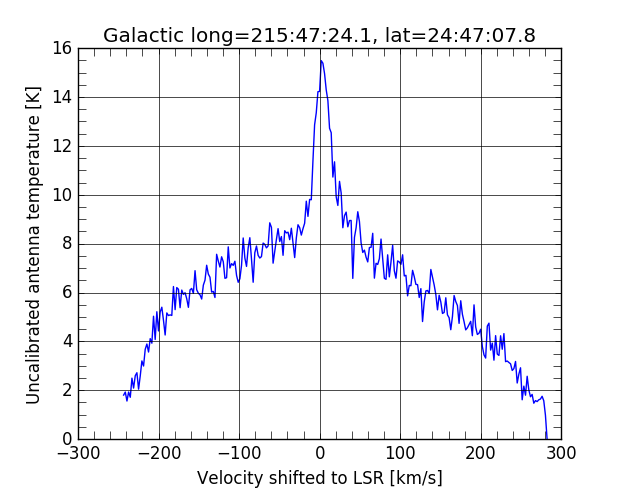 Galactic long=215:47:24.1, lat=24:47:07.8
Uncalibrated antenna temperature [K]
16
14
12
10
8
6
4
2
0
−300 −200 −100 0 100 200 300
Velocity shifted to LSR [km/s]